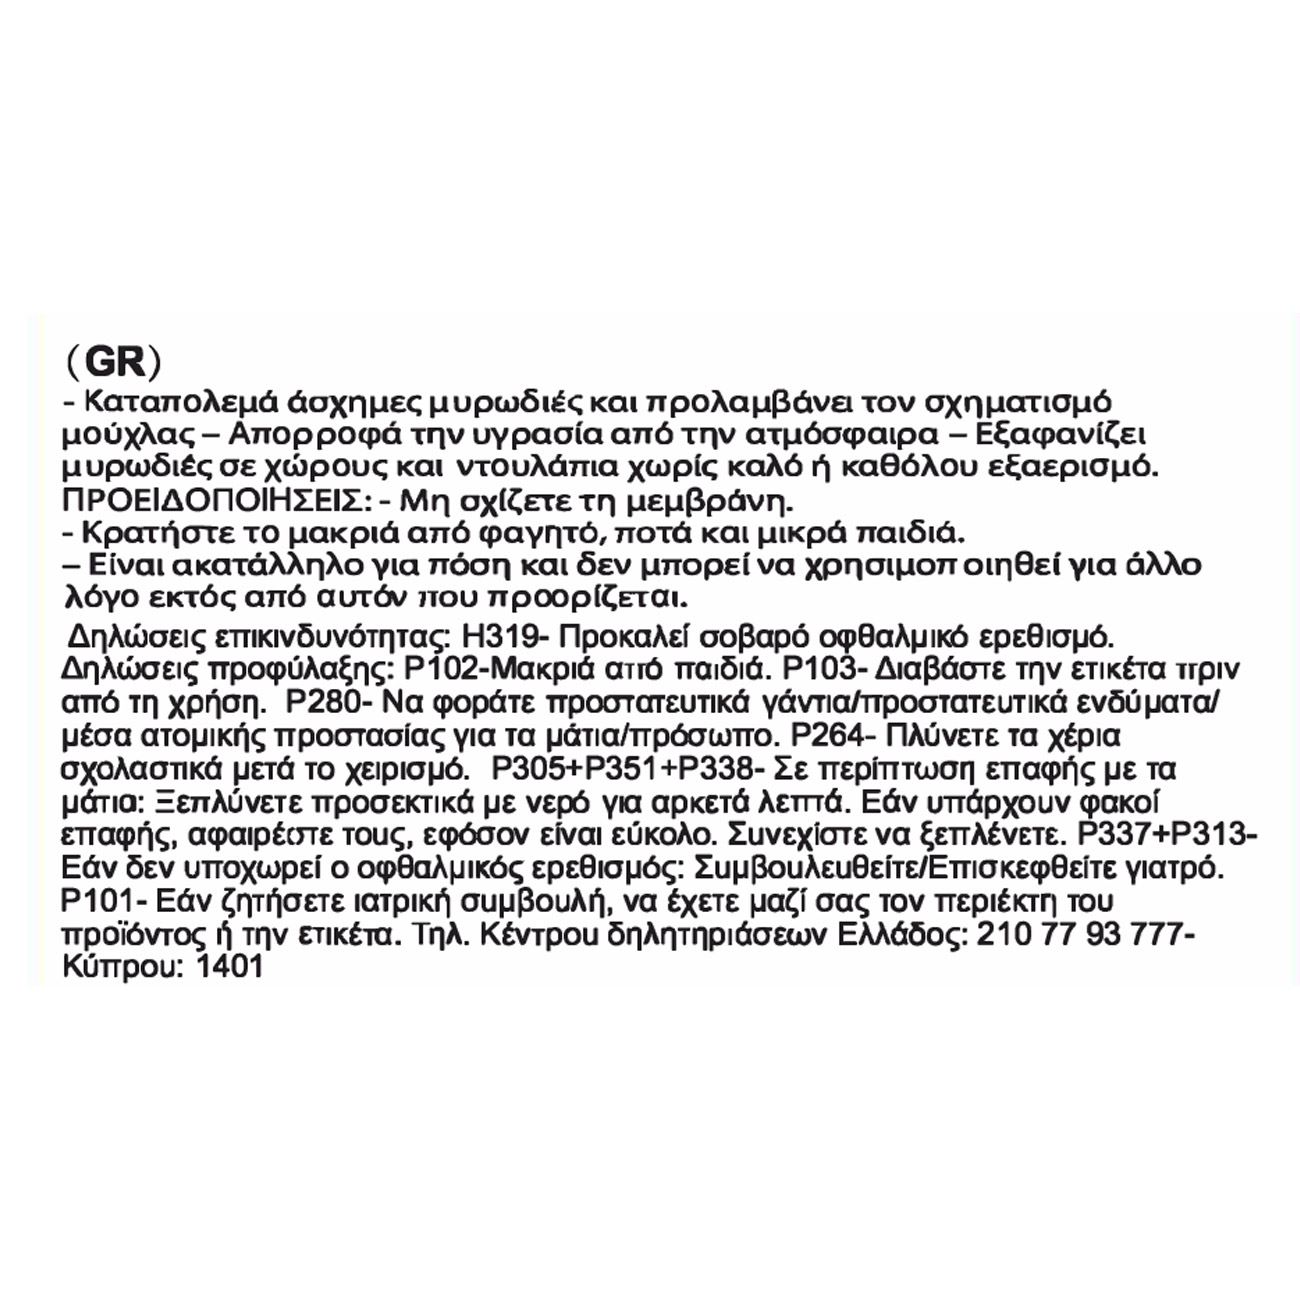 (GR)
- Καταπολεμά άσχημες μυρωδιές και προλαμβάνει τον σχηματισμό
μούχλας – Απορροφά την υγρασία από την ατμόσφαιρα – Εξαφανίζει
μυρωδιές σε χώρους και ντουλάπια χωρίς καλό ή καθόλου εξαερισμό.
ΠΡΟΕΙΔΟΠΟΙΗΣΕΙΣ: - Μη σχίζετε τη μεμβράνη.
- Κρατήστε το μακριά από φαγητό, ποτά και μικρά παιδιά.
– Είναι ακατάλληλο για πόση και δεν μπορεί να χρησιμοποιηθεί για άλλο
λόγο εκτός από αυτόν που προορίζεται.
Δηλώσεις επικινδυνότητας: H319- Προκαλεί σοβαρό οφθαλμικό ερεθισμό.
Δηλώσεις προφύλαξης: P102-Μακριά από παιδιά. P103- Διαβάστε την ετικέτα πριν
από τη χρήση. P280- Να φοράτε προστατευτικά γάντια/προστατευτικά ενδύματα/
μέσα ατομικής προστασίας για τα μάτια/πρόσωπο. P264- Πλύνετε τα χέρια
σχολαστικά μετά το χειρισμό. P305+P351+P338- Σε περίπτωση επαφής με τα
μάτια: Ξεπλύνετε προσεκτικά με νερό για αρκετά λεπτά. Εάν υπάρχουν φακοί
επαφής, αφαιρέστε τους, εφόσον είναι εύκολο. Συνεχίστε να ξεπλένετε. P337+P313-
Εάν δεν υποχωρεί ο οφθαλμικός ερεθισμός: Συμβουλευθείτε/Επισκεφθείτε γιατρό.
P101- Εάν ζητήσετε ιατρική συμβουλή, να έχετε μαζί σας τον περιέκτη του
προϊόντος ή την ετικέτα. Τηλ. Κέντρου δηλητηριάσεων Ελλάδος: 210 77 93 777-
Κύπρου: 1401